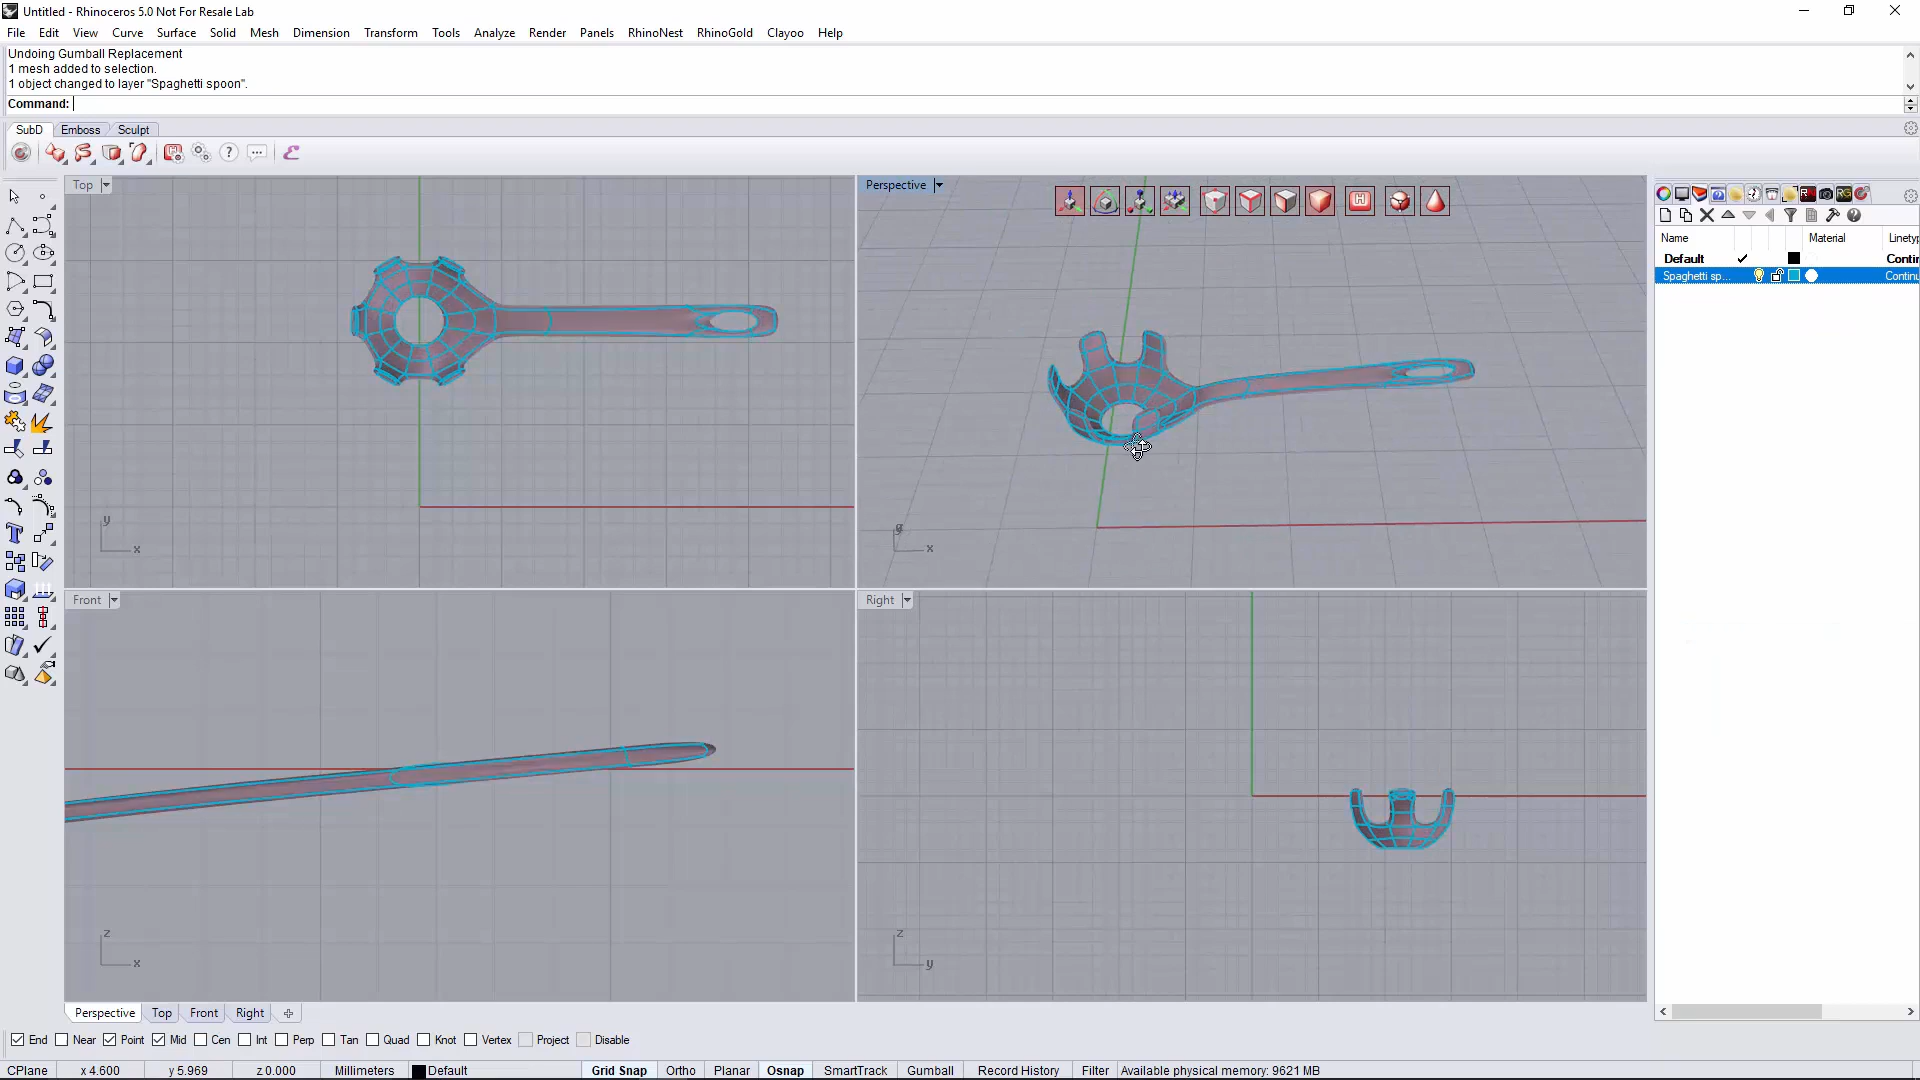 Untitled - Rhinoceros 5.0 Not For Resale Lab
File Edit View Curve Surface Solid Mesh Dimension Transform Tools Analyze Render Panels RhinoNest RhinoGold Clayoo Help
Undoing Gumball Replacement
1 mesh added to selection.
1 object changed to layer "Spaghetti spoon".
Command:
SubD Emboss Sculpt
Top
Perspective
Name Material Linetyp
Default Contin
Spaghetti sp... Continu
y
x
x
Front
Right
z
x
z
y
Perspective Top Front Right
End Near Point Mid Cen Int Perp Tan Quad Knot Vertex Project Disable
CPlane x 4.600 y 5.969 z 0.000 Millimeters Default Grid Snap Ortho Planar Osnap SmartTrack Gumball Record History Filter Available physical memory: 9621 MB